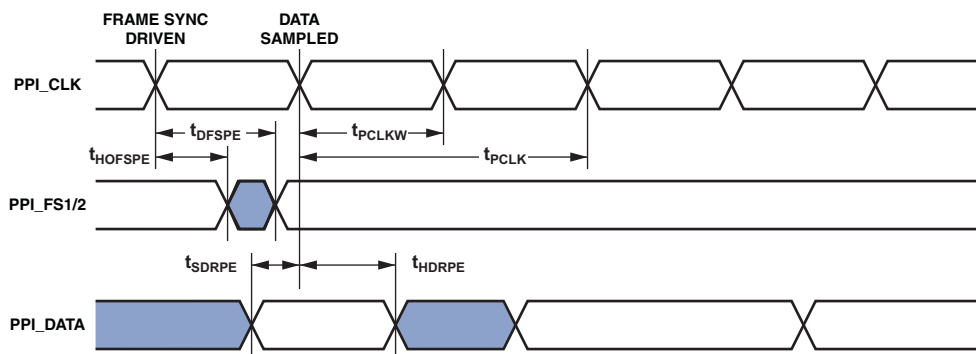 FRAME SYNC
DRIVEN
DATA
SAMPLED
PPI_CLK
tDFSPE
tPCLKW
tHOFSPE
tPCLK
PPI_FS1/2
tSDRPE
tHDRPE
PPI_DATA